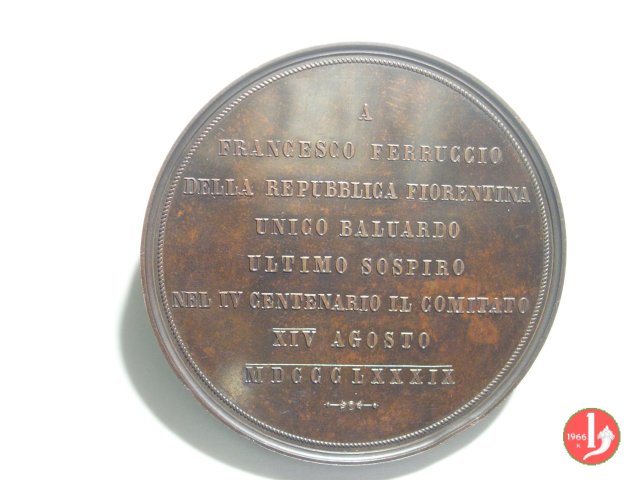 A
FRANCESCO FERRUCCIO
DELLA REPUBBLICA FIORENTINA
UNICO BALUARDO
ULTIMO SOSPIRO
NEL IV CENTENARIO IL COMITATO
XIV AGOSTO
MDCCCLXXXIX
1966